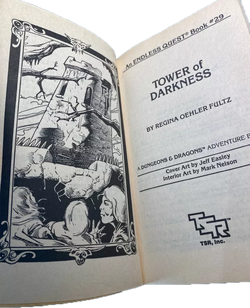 An ENDLESS QUEST® Book #29
TOWER of
DARKNESS
BY REGINA OEHLER FULTZ
A DUNGEONS & DRAGONS™ ADVENTURE B
Cover Art by Jeff Easley
Interior Art by Mark Nelson
TSR
TSR, Inc.